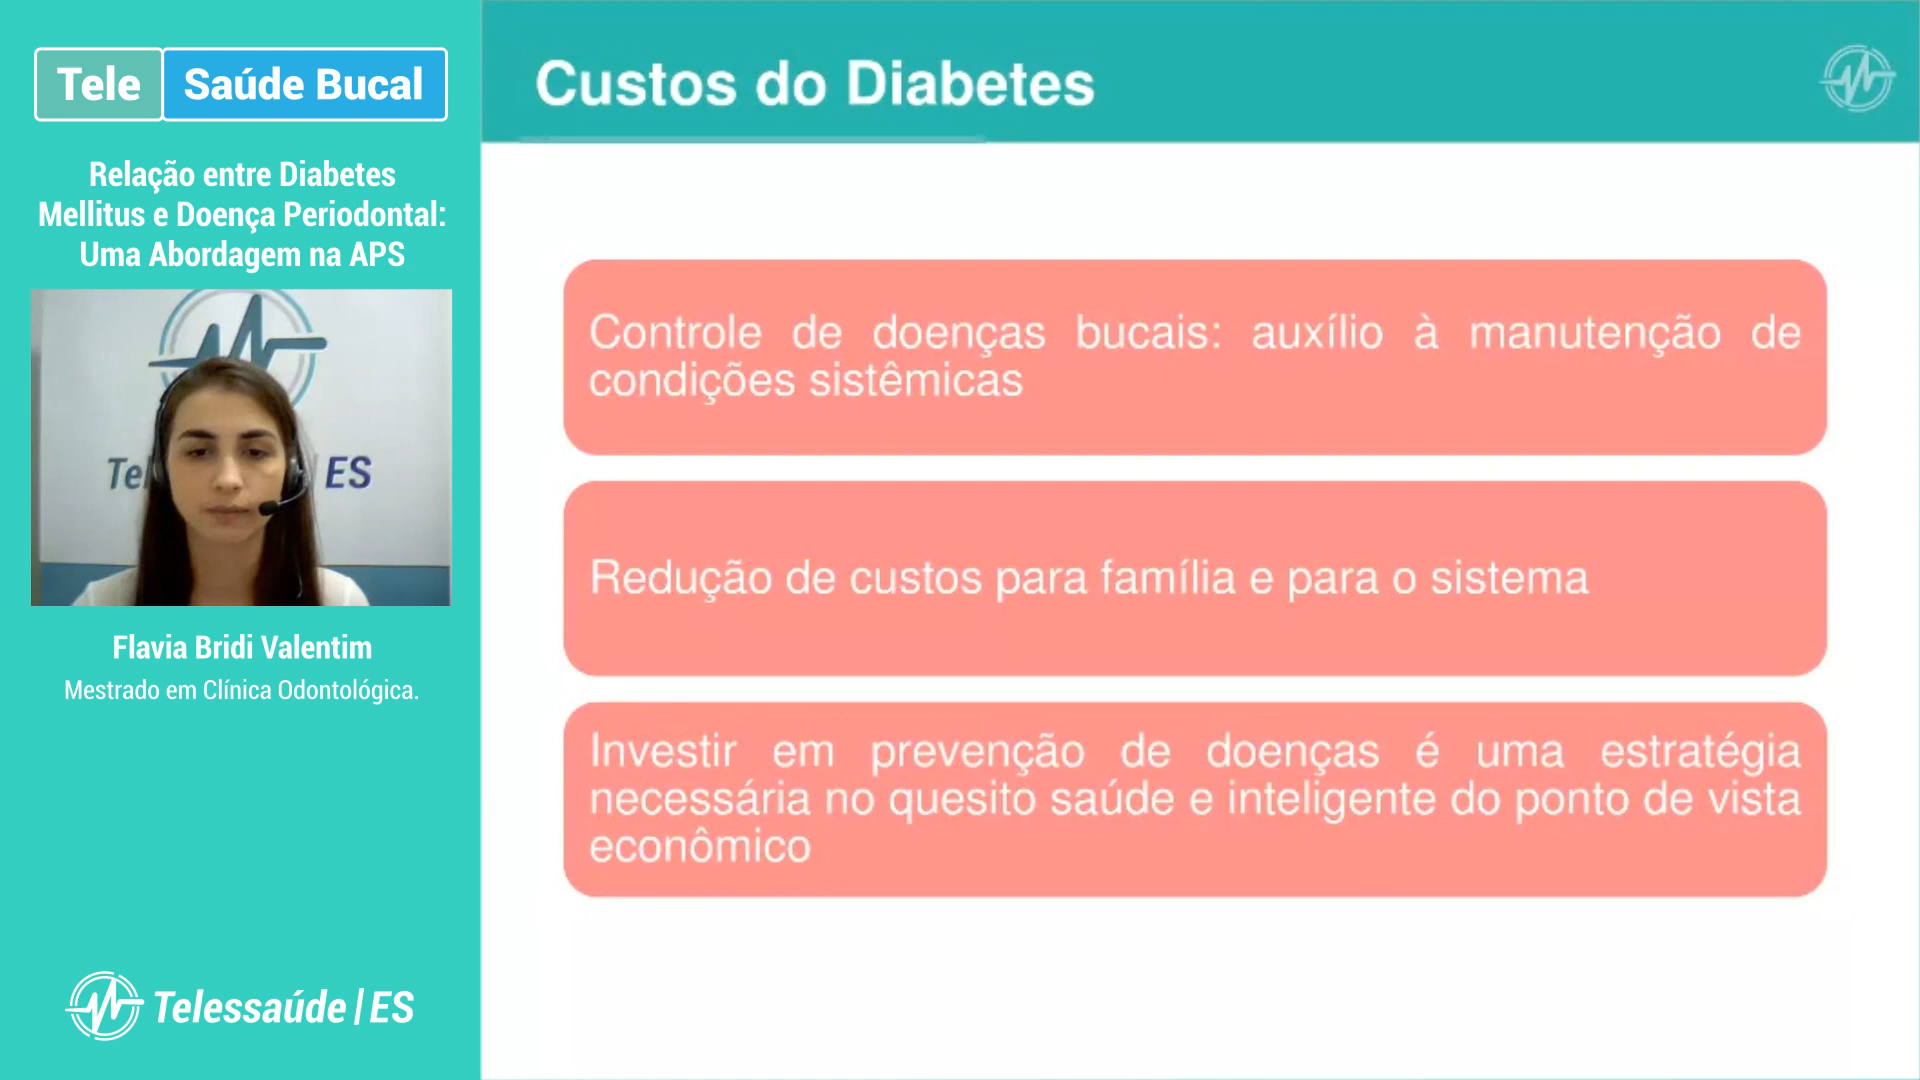 Tele Saúde Bucal
Relação entre Diabetes
Mellitus e Doença Periodontal:
Uma Abordagem na APS
ES
Flavia Bridi Valentim
Mestrado em Clínica Odontológica.
Telessaúde|ES
Custos do Diabetes
Controle de doenças bucais: auxílio à manutenção de
condições sistêmicas
Redução de custos para família e para o sistema
Investir em prevenção de doenças é uma estratégia
necessária no quesito saúde e inteligente do ponto de vista
econômico